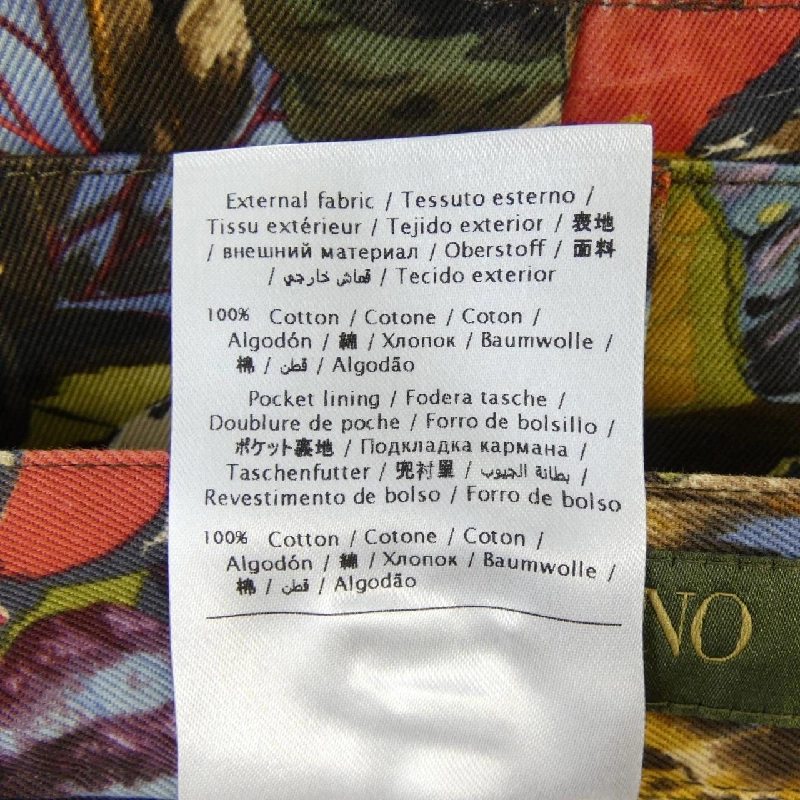 External fabric / Tessuto esterno /
Tissu extérieur / Tejido exterior / 表地
/ внешний материал / Oberstoff / 面料
/ قماش خارجي / Tecido exterior
100% Cotton / Cotone / Coton /
Algodón / 綿 / Хлопок / Baumwolle /
棉 / قطن / Algodão
Pocket lining / Fodera tasche /
Doublure de poche / Forro de bolsillo /
ポケット裏地 / Подкладка кармана /
Taschenfutter / 兜衬里 / بطانة الجيوب /
Revestimento de bolso / Forro de bolso
100% Cotton / Cotone / Coton /
Algodón / 綿 / Хлопок / Baumwolle /
棉 / قطن / Algodão
NO